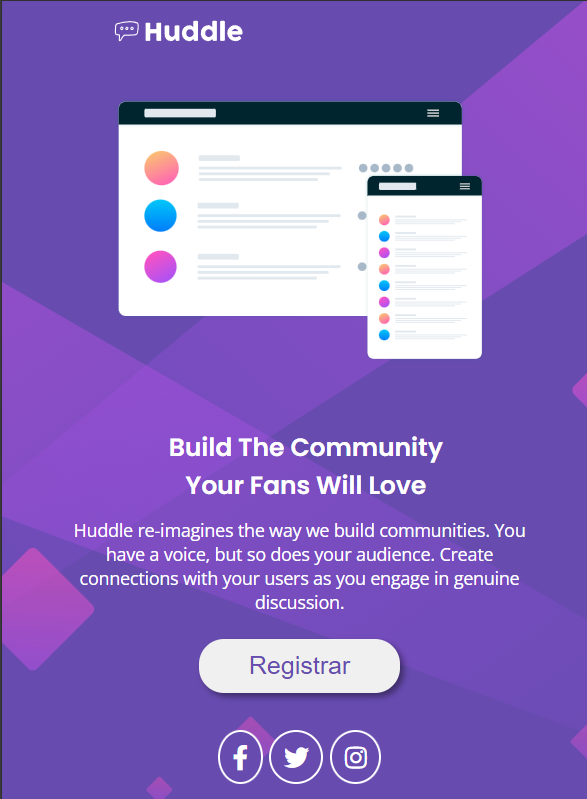 Huddle
Build The Community
Your Fans Will Love
Huddle re-imagines the way we build communities. You
have a voice, but so does your audience. Create
connections with your users as you engage in genuine
discussion.
Registrar